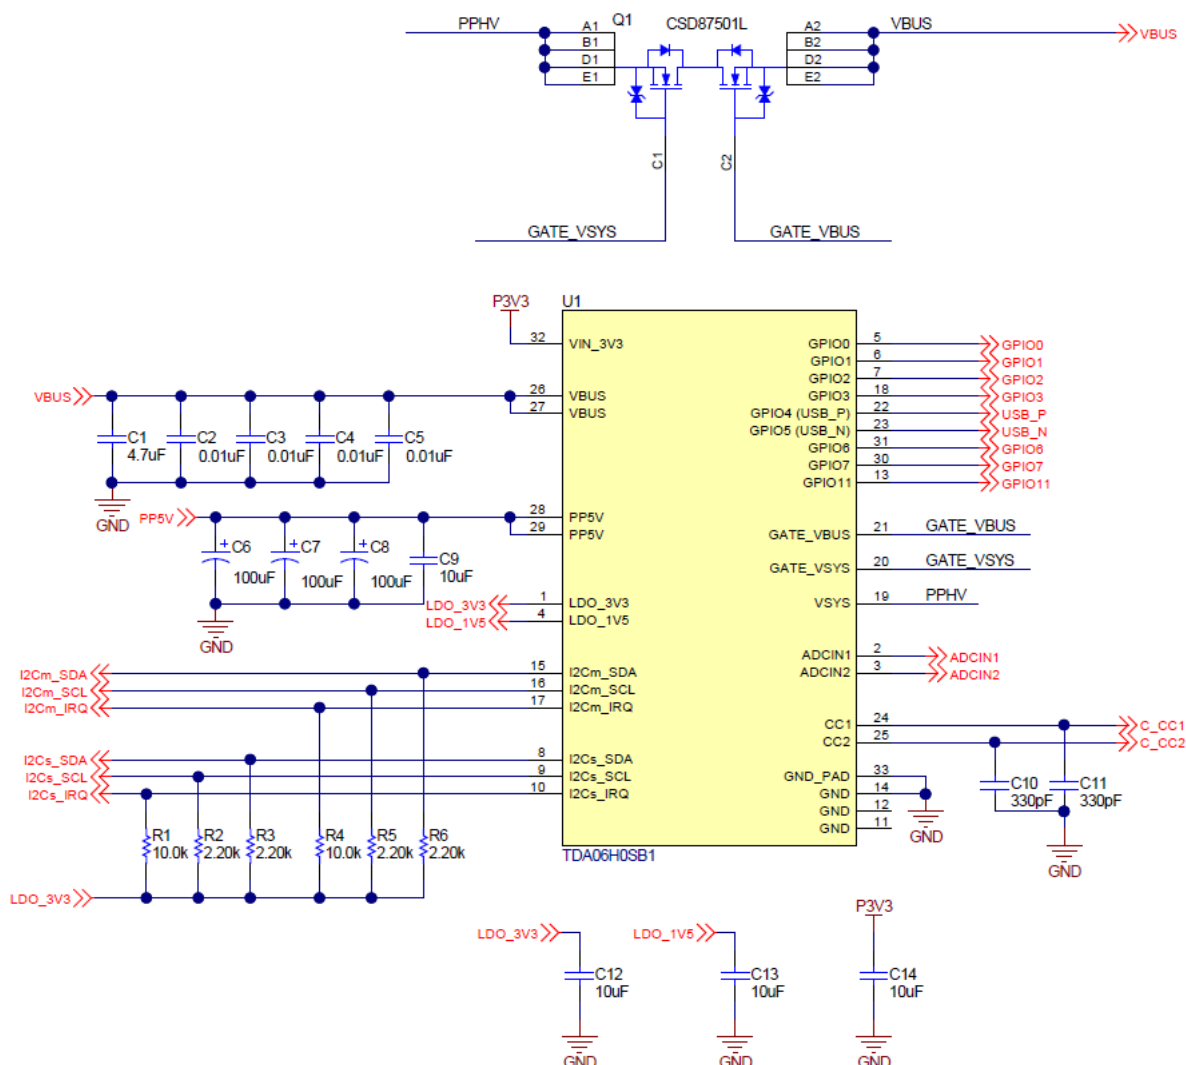 PPHV A1 Q1 CSD87501L A2 VBUS
B1 B2 VBUS
D1 D2
E1 E2
C1 C2
GATE_VSYS GATE_VBUS
P3V3 U1
32 VIN_3V3 GPIO0 5 GPIO0
GPIO1 6 GPIO1
GPIO2 7 GPIO2
VBUS 26 VBUS GPIO3 18 GPIO3
27 VBUS GPIO4 (USB_P) 22 USB_P
GPIO5 (USB_N) 23 USB_N
C1 C2 C3 C4 C5 GPIO6 31 GPIO6
4.7uF 0.01uF 0.01uF 0.01uF 0.01uF GPIO7 30 GPIO7
GPIO11 13 GPIO11
GND
PP5V 28 PP5V
29 PP5V GATE_VBUS 21 GATE_VBUS
C6 C7 C8 C9
100uF 100uF 100uF 10uF GATE_VSYS 20 GATE_VSYS
LDO_3V3 1 LDO_3V3 VSYS 19 PPHV
LDO_1V5 4 LDO_1V5
GND
ADCIN1 2 ADCIN1
I2Cm_SDA 15 I2Cm_SDA ADCIN2 3 ADCIN2
I2Cm_SCL 16 I2Cm_SCL
I2Cm_IRQ 17 I2Cm_IRQ
CC1 24 C_CC1
CC2 25 C_CC2
I2Cs_SDA 8 I2Cs_SDA
I2Cs_SCL 9 I2Cs_SCL GND_PAD 33
I2Cs_IRQ 10 I2Cs_IRQ GND 14 C10 C11
GND 12 330pF 330pF
GND 11 GND
R1 R2 R3 R4 R5 R6
10.0k 2.20k 2.20k 10.0k 2.20k 2.20k
TDA06H0SB1 GND
LDO_3V3
P3V3
LDO_3V3 LDO_1V5
C12 C13 C14
10uF 10uF 10uF
GND GND GND